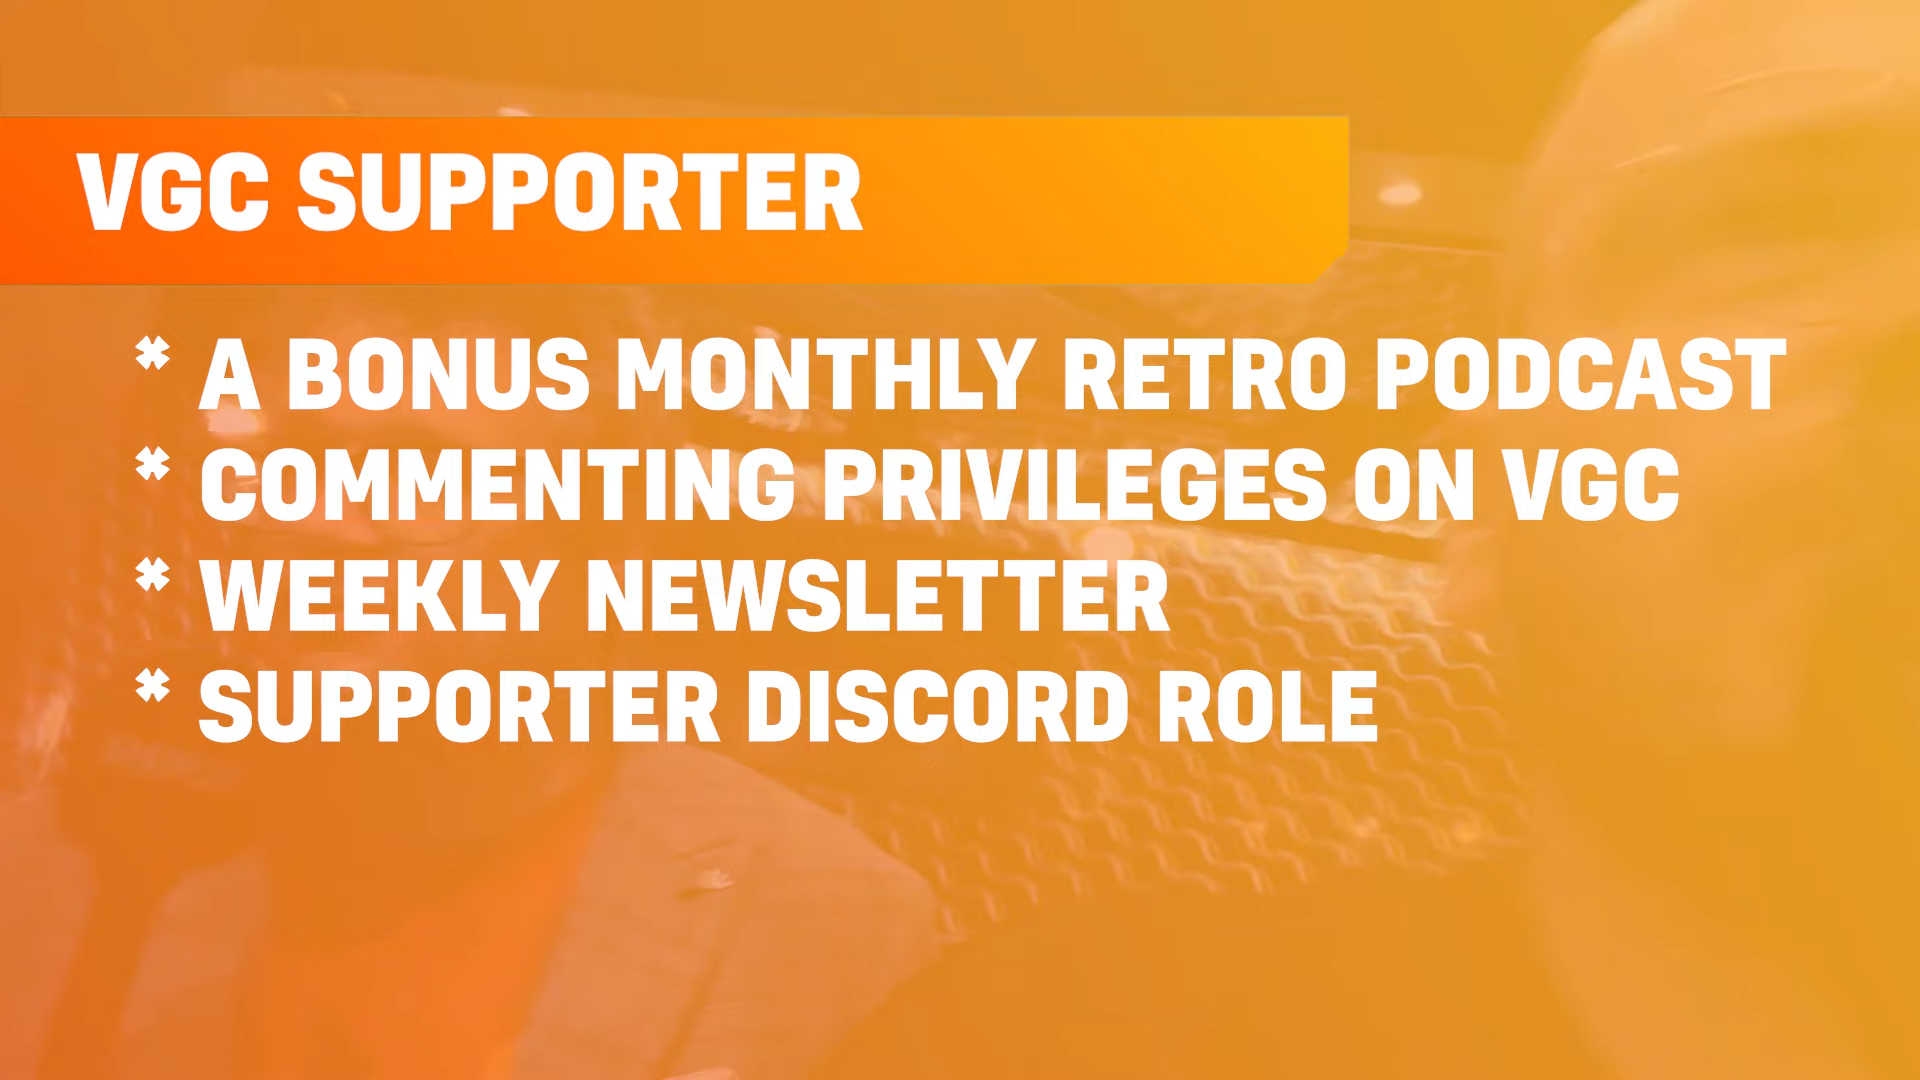 VGC SUPPORTER
* A BONUS MONTHLY RETRO PODCAST
* COMMENTING PRIVILEGES ON VGC
* WEEKLY NEWSLETTER
* SUPPORTER DISCORD ROLE